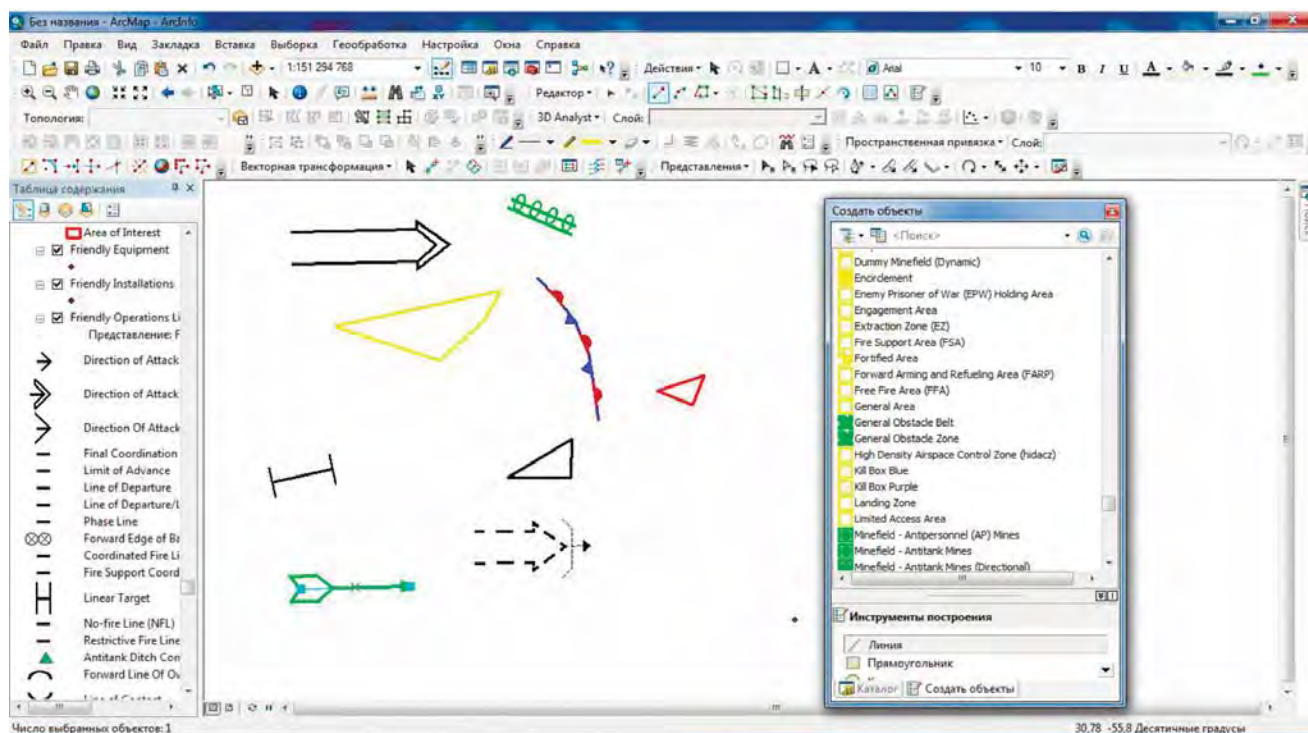 Без названия - ArcMap - ArcInfo
Файл Правка Вид Закладка Вставка Выборка Геообработка Настройка Окна Справка
1:151 294 768 Действия A Arial 10 B I U A
Редактор
Топология: 3D Analyst Слой:
Пространственная привязка Слой:
Векторная трансформация Представления
Таблица содержания
Area of Interest
Friendly Equipment
Friendly Installations
Friendly Operations Li
Представление: F
Direction of Attack
Direction of Attack
Direction Of Attack
Final Coordination
Limit of Advance
Line of Departure
Line of Departure/L
Phase Line
Forward Edge of Ba
Coordinated Fire Li
Fire Support Coord
Linear Target
No-fire Line (NFL)
Restrictive Fire Line
Antitank Ditch Con
Forward Line Of Ow
Создать объекты
<Поиск>
Dummy Minefield (Dynamic)
Encirclement
Enemy Prisoner of War (EPW) Holding Area
Engagement Area
Extraction Zone (EZ)
Fire Support Area (FSA)
Fortified Area
Forward Arming and Refueling Area (FARP)
Free Fire Area (FFA)
General Area
General Obstacle Belt
General Obstacle Zone
High Density Airspace Control Zone (hidacz)
Kill Box Blue
Kill Box Purple
Landing Zone
Limited Access Area
Minefield - Antipersonnel (AP) Mines
Minefield - Antitank Mines
Minefield - Antitank Mines (Directional)
Инструменты построения
Линия
Прямоугольник
Каталог Создать объекты
Число выбранных объектов: 1
30,78 -55,8 Десятичные градусы